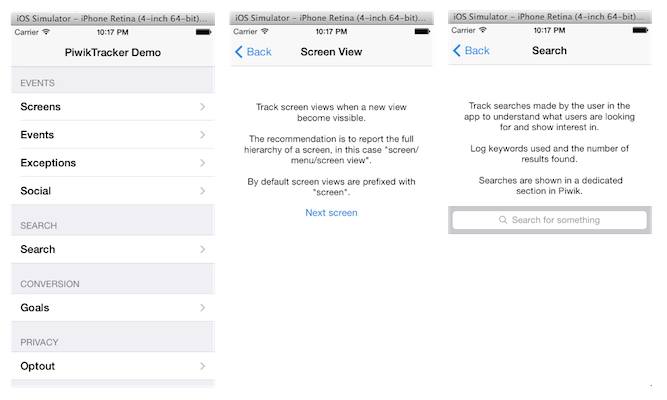 iOS Simulator – iPhone Retina (4-inch 64-bit)...
Carrier 10:17 PM
PiwikTracker Demo
EVENTS
Screens
Events
Exceptions
Social
SEARCH
Search
CONVERSION
Goals
PRIVACY
Optout
iOS Simulator – iPhone Retina (4-inch 64-bit)...
Carrier 10:17 PM
Back Screen View
Track screen views when a new view
become vissible.
The recommendation is to report the full
hierarchy of a screen, in this case "screen/
menu/screen view".
By default screen views are prefixed with
"screen".
Next screen
iOS Simulator – iPhone Retina (4-inch 64-bit)...
Carrier 10:17 PM
Back Search
Track searches made by the user in the
app to understand what users are looking
for and show interest in.
Log keywords used and the number of
results found.
Searches are shown in a dedicated
section in Piwik.
Search for something